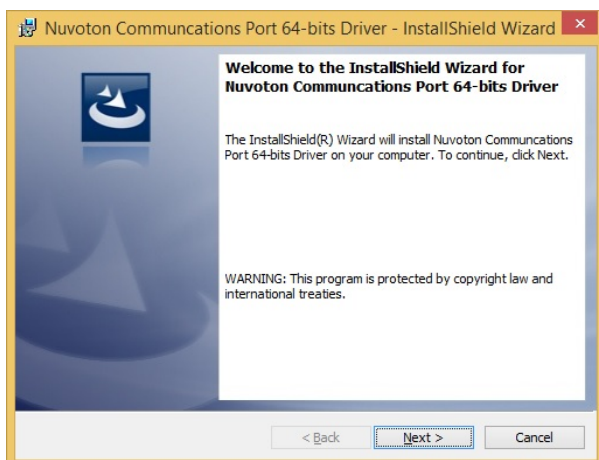 Nuvoton Communcations Port 64-bits Driver - InstallShield Wizard
Welcome to the InstallShield Wizard for
Nuvoton Communcations Port 64-bits Driver
The InstallShield(R) Wizard will install Nuvoton Communcations
Port 64-bits Driver on your computer. To continue, click Next.
WARNING: This program is protected by copyright law and
international treaties.
< Back
Next >
Cancel